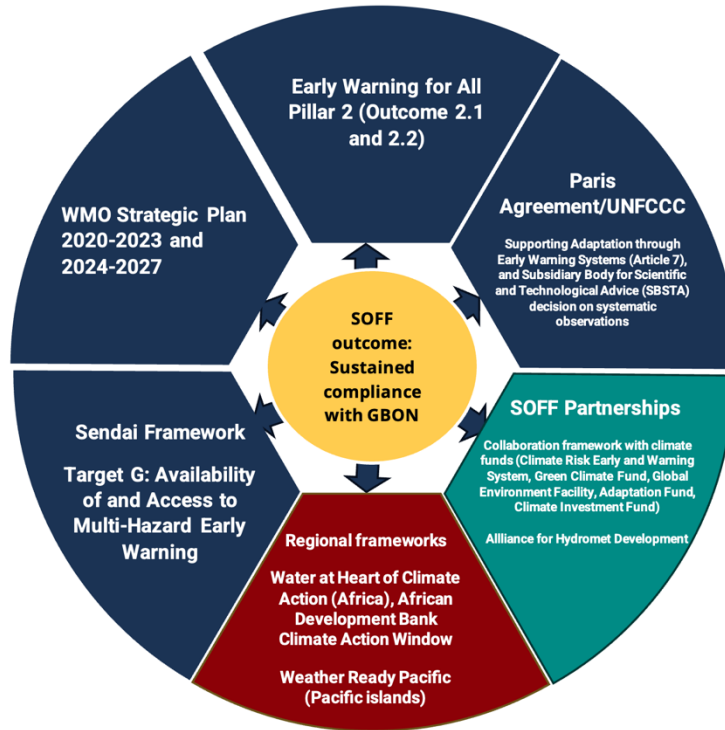 Early Warning for All
Pillar 2 (Outcome 2.1
and 2.2)
Paris
Agreement/UNFCCC
Supporting Adaptation through
Early Warning Systems (Article 7),
and Subsidiary Body for Scientific
and Technological Advice (SBSTA)
decision on systematic
observations
WMO Strategic Plan
2020-2023 and
2024-2027
SOFF
outcome:
Sustained
compliance
with GBON
SOFF Partnerships
Collaboration framework with climate
funds (Climate Risk Early and Warning
System, Green Climate Fund, Global
Environment Facility, Adaptation Fund,
Climate Investment Fund)
Allliance for Hydromet Development
Sendai Framework
Target G: Availability
of and Access to
Multi-Hazard Early
Warning
Regional frameworks
Water at Heart of Climate
Action (Africa), African
Development Bank
Climate Action Window
Weather Ready Pacific
(Pacific islands)